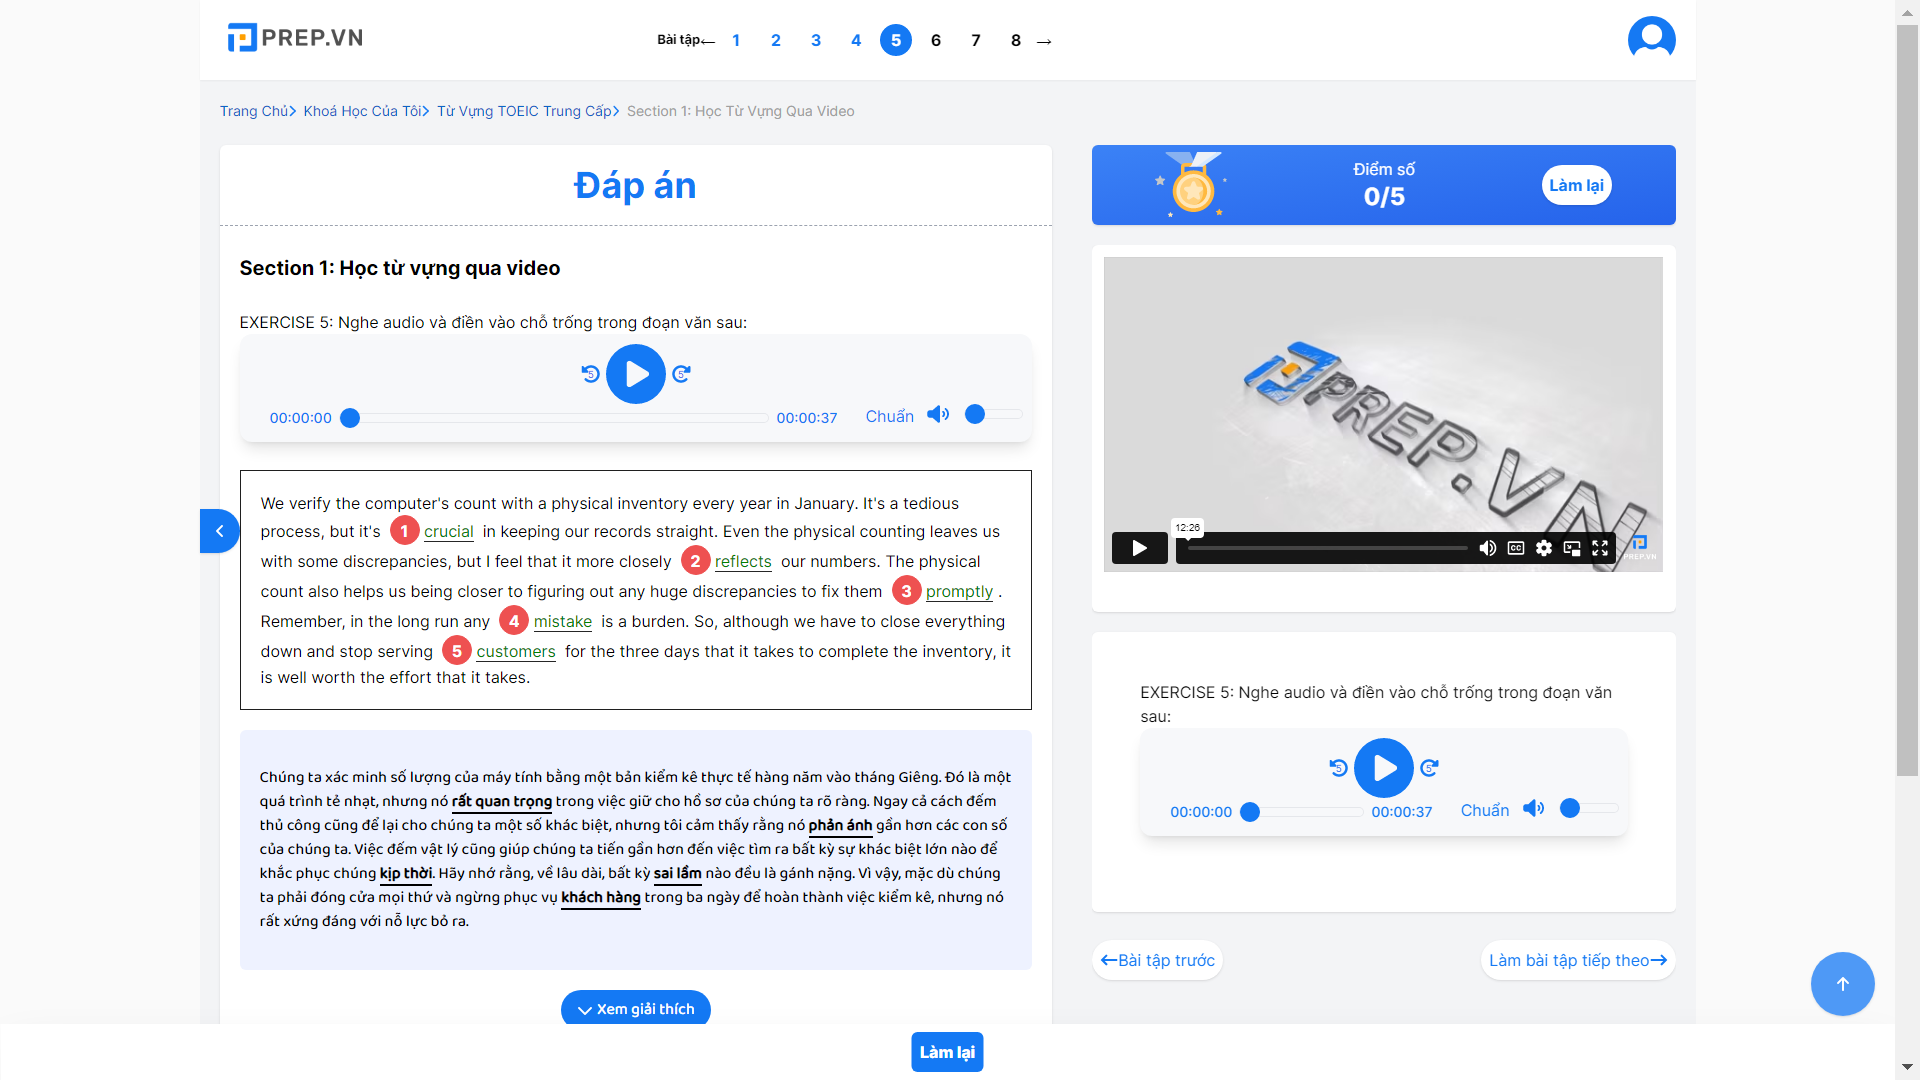 PREP.VN
Bài tập← 1 2 3 4 5 6 7 8 →
Trang Chủ> Khoá Học Của Tôi> Từ Vựng TOEIC Trung Cấp> Section 1: Học Từ Vựng Qua Video
Đáp án
Section 1: Học từ vựng qua video
EXERCISE 5: Nghe audio và điền vào chỗ trống trong đoạn văn sau:
5 5
00:00:00 00:00:37 Chuẩn
We verify the computer's count with a physical inventory every year in January. It's a tedious
process, but it's 1 crucial in keeping our records straight. Even the physical counting leaves us
with some discrepancies, but I feel that it more closely 2 reflects our numbers. The physical
count also helps us being closer to figuring out any huge discrepancies to fix them 3 promptly .
Remember, in the long run any 4 mistake is a burden. So, although we have to close everything
down and stop serving 5 customers for the three days that it takes to complete the inventory, it
is well worth the effort that it takes.
Chúng ta xác minh số lượng của máy tính bằng một bản kiểm kê thực tế hàng năm vào tháng Giêng. Đó là một
quá trình tẻ nhạt, nhưng nó rất quan trọng trong việc giữ cho hồ sơ của chúng ta rõ ràng. Ngay cả cách đếm
thủ công cũng để lại cho chúng ta một số khác biệt, nhưng tôi cảm thấy rằng nó phản ánh gần hơn các con số
của chúng ta. Việc đếm vật lý cũng giúp chúng ta tiến gần hơn đến việc tìm ra bất kỳ sự khác biệt lớn nào để
khắc phục chúng kịp thời. Hãy nhớ rằng, về lâu dài, bất kỳ sai lầm nào đều là gánh nặng. Vì vậy, mặc dù chúng
ta phải đóng cửa mọi thứ và ngừng phục vụ khách hàng trong ba ngày để hoàn thành việc kiểm kê, nhưng nó
rất xứng đáng với nỗ lực bỏ ra.
Xem giải thích
Điểm số
0/5
Làm lại
PREP.VN
12:26
CC
PREP.VN
EXERCISE 5: Nghe audio và điền vào chỗ trống trong đoạn văn
sau:
5 5
00:00:00 00:00:37 Chuẩn
←Bài tập trước
Làm bài tập tiếp theo→
Làm lại